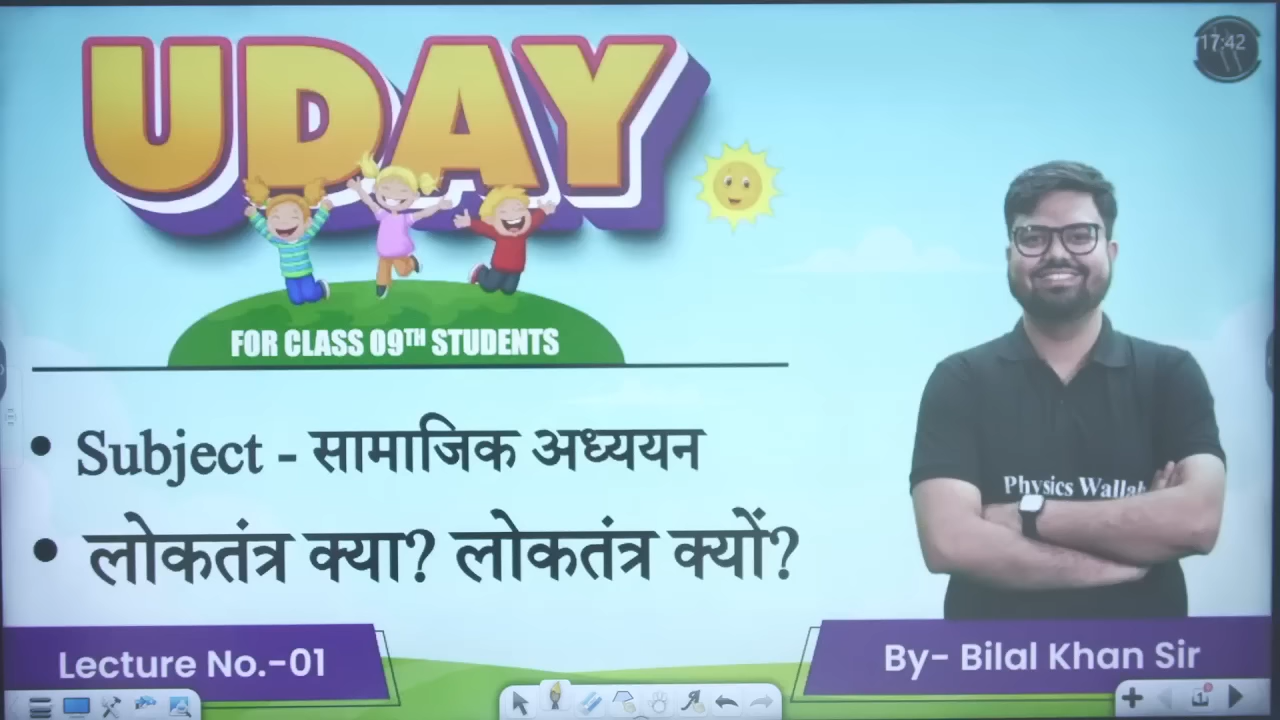 17:42
UDAY
FOR CLASS 09TH STUDENTS
• Subject - सामाजिक अध्ययन
• लोकतंत्र क्या? लोकतंत्र क्यों?
Physics Wallah
Lecture No.-01
By- Bilal Khan Sir
1